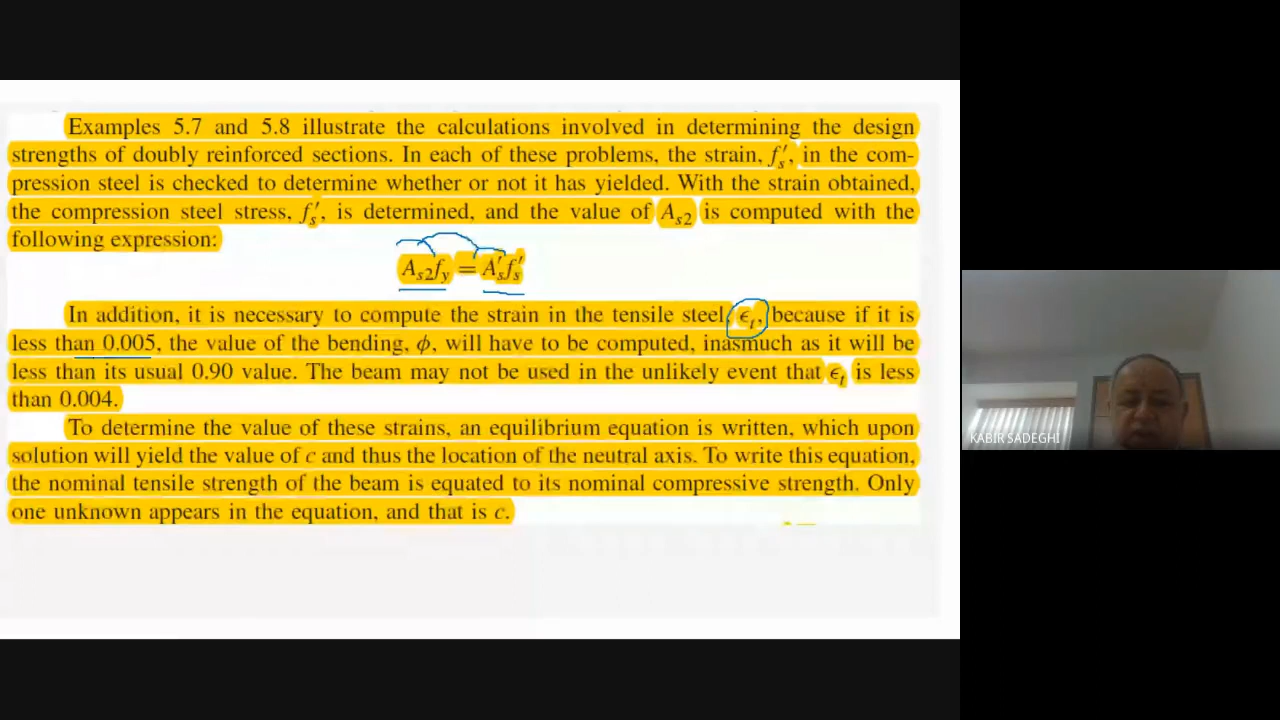 Examples 5.7 and 5.8 illustrate the calculations involved in determining the design
strengths of doubly reinforced sections. In each of these problems, the strain, f′s, in the com-
pression steel is checked to determine whether or not it has yielded. With the strain obtained,
the compression steel stress, f′s, is determined, and the value of As2 is computed with the
following expression:
As2fy = A′sf′s
In addition, it is necessary to compute the strain in the tensile steel, ϵt, because if it is
less than 0.005, the value of the bending, ϕ, will have to be computed, inasmuch as it will be
less than its usual 0.90 value. The beam may not be used in the unlikely event that ϵt is less
than 0.004.
To determine the value of these strains, an equilibrium equation is written, which upon
solution will yield the value of c and thus the location of the neutral axis. To write this equation,
the nominal tensile strength of the beam is equated to its nominal compressive strength. Only
one unknown appears in the equation, and that is c.
KABIR SADEGHI